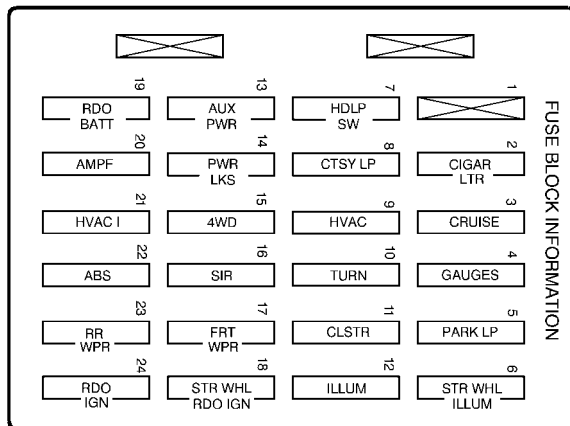 19 13 7 1
RDO BATT AUX PWR HDLP SW
20 14 8 2
AMPF PWR LKS CTSY LP CIGAR LTR
21 15 9 3
HVAC I 4WD HVAC CRUISE
22 16 10 4
ABS SIR TURN GAUGES
23 17 11 5
RR WPR FRT WPR CLSTR PARK LP
24 18 12 6
RDO IGN STR WHL RDO IGN ILLUM STR WHL ILLUM
FUSE BLOCK INFORMATION